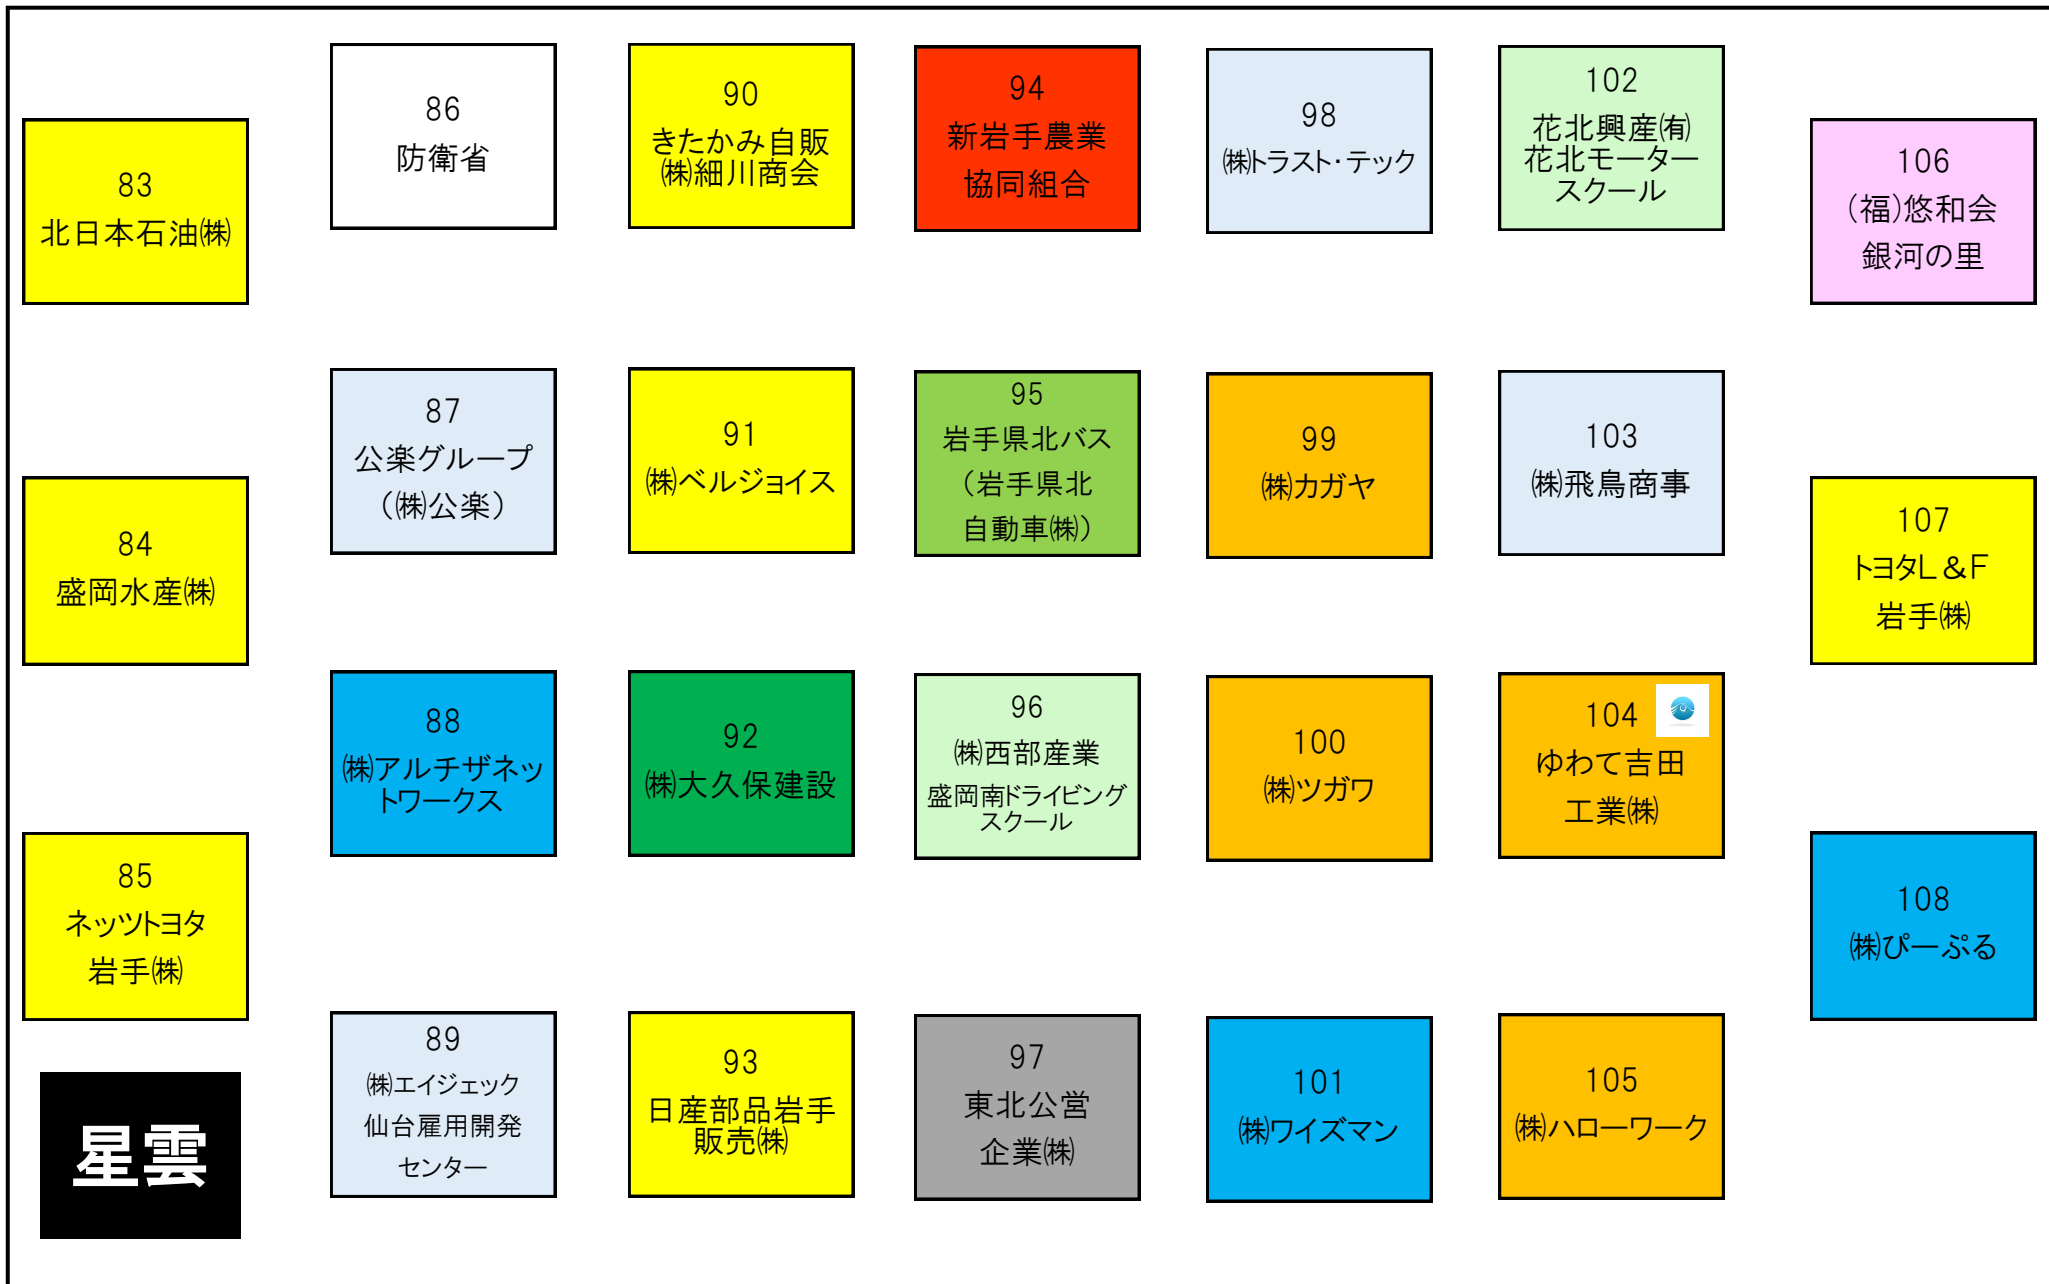 83
北日本石油㈱
84
盛岡水産㈱
85
ネッツトヨタ
岩手㈱
星雲
86
防衛省
87
公楽グループ
（㈱公楽）
88
㈱アルチザネッ
トワークス
89
㈱エイジェック
仙台雇用開発
センター
90
きたかみ自販
㈱細川商会
91
㈱ベルジョイス
92
㈱大久保建設
93
日産部品岩手
販売㈱
94
新岩手農業
協同組合
95
岩手県北バス
（岩手県北
自動車㈱）
96
㈱西部産業
盛岡南ドライビング
スクール
97
東北公営
企業㈱
98
㈱トラスト・テック
99
㈱カガヤ
100
㈱ツガワ
101
㈱ワイズマン
102
花北興産㈲
花北モーター
スクール
103
㈱飛鳥商事
104
ゆわて吉田
工業㈱
105
㈱ハローワーク
106
（福）悠和会
銀河の里
107
トヨタＬ＆Ｆ
岩手㈱
108
㈱ぴーぷる